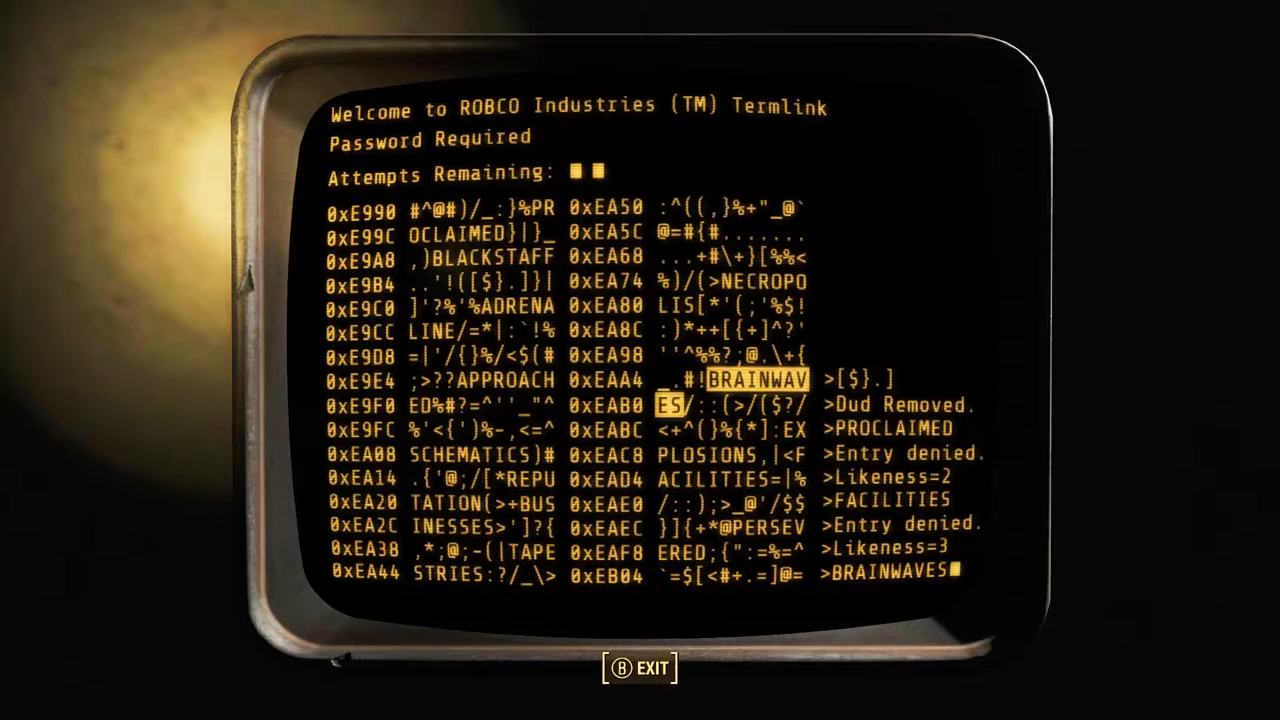 Welcome to ROBCO Industries (TM) Termlink
Password Required
Attempts Remaining:
0xE990 #^@#)/_:}%PR 0xEA50 :^((,}%+"_@`
0xE99C OCLAIMED}|}_ 0xEA5C @=#{#.......
0xE9A8 ,)BLACKSTAFF 0xEA68 ...+#\+}[%%<
0xE9B4 ..'!([$}.]}| 0xEA74 %)/(>NECROPO
0xE9C0 ]'?%'%ADRENA 0xEA80 LIS[*'(;'%$!
0xE9CC LINE/=*|:`!% 0xEA8C :)*++[{+]^?'
0xE9D8 =|'/{}%/<$(# 0xEA98 ''^%%?;@.\+{
0xE9E4 ;>??APPROACH 0xEAA4 _.#!BRAINWAV >[$}.]
0xE9F0 ED%#?=^''_"^ 0xEAB0 ES/::(>/($?/ >Dud Removed.
0xE9FC %'<{')%-,<=^ 0xEABC <+^(}%{*]:EX >PROCLAIMED
0xEA08 SCHEMATICS)# 0xEAC8 PLOSIONS,|<F >Entry denied.
0xEA14 .{'@;/[*REPU 0xEAD4 ACILITIES=|% >Likeness=2
0xEA20 TATION(>+BUS 0xEAE0 /::);>_@'/$$ >FACILITIES
0xEA2C INESSES>']?{ 0xEAEC }]{+*@PERSEV >Entry denied.
0xEA38 ,*;@;-(|TAPE 0xEAF8 ERED;{":=%=^ >Likeness=3
0xEA44 STRIES:?/_\> 0xEB04 `=$[<#+.=]@= >BRAINWAVES
B EXIT